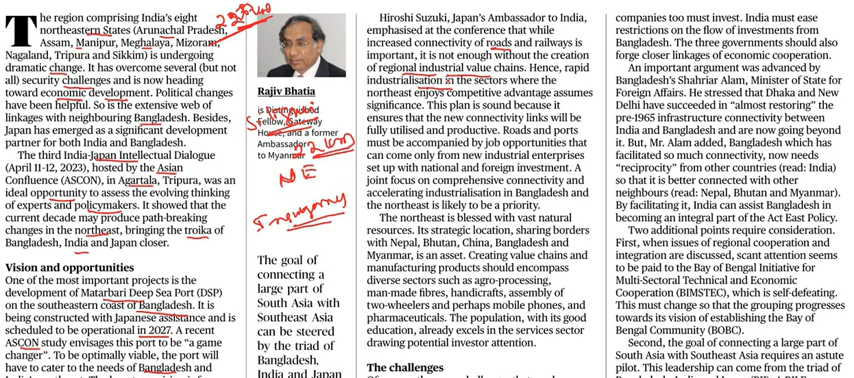 The region comprising India's eight
northeastern States (Arunachal Pradesh,
Assam, Manipur, Meghalaya, Mizoram,
Nagaland, Tripura and Sikkim) is undergoing
dramatic change. It has overcome several (but not
all) security challenges and is now heading
toward economic development. Political changes
have been helpful. So is the extensive web of
linkages with neighbouring Bangladesh. Besides,
Japan has emerged as a significant development
partner for both India and Bangladesh.
The third India-Japan Intellectual Dialogue
(April 11-12, 2023), hosted by the Asian
Confluence (ASCON), in Agartala, Tripura, was an
ideal opportunity to assess the evolving thinking
of experts and policymakers. It showed that the
current decade may produce path-breaking
changes in the northeast, bringing the troika of
Bangladesh, India and Japan closer.
Vision and opportunities
One of the most important projects is the
development of Matarbari Deep Sea Port (DSP)
on the southeastern coast of Bangladesh. It is
being constructed with Japanese assistance and is
scheduled to be operational in 2027. A recent
ASCON study envisages this port to be "a game
changer". To be optimally viable, the port will
have to cater to the needs of Bangladesh and
Rajiv Bhatia
is Distinguished
Fellow, Gateway
House, and a former
Ambassador
to Myanmar
NE
The goal of
connecting a
large part of
South Asia with
Southeast Asia
can be steered
by the triad of
Bangladesh,
India and Japan
Hiroshi Suzuki, Japan's Ambassador to India,
emphasised at the conference that while
increased connectivity of roads and railways is
important, it is not enough without the creation
of regional industrial value chains. Hence, rapid
industrialisation in the sectors where the
northeast enjoys competitive advantage assumes
significance. This plan is sound because it
ensures that the new connectivity links will be
fully utilised and productive. Roads and ports
must be accompanied by job opportunities that
can come only from new industrial enterprises
set up with national and foreign investment. A
joint focus on comprehensive connectivity and
accelerating industrialisation in Bangladesh and
the northeast is likely to be a priority.
The northeast is blessed with vast natural
resources. Its strategic location, sharing borders
with Nepal, Bhutan, China, Bangladesh and
Myanmar, is an asset. Creating value chains and
manufacturing products should encompass
diverse sectors such as agro-processing,
man-made fibres, handicrafts, assembly of
two-wheelers and perhaps mobile phones, and
pharmaceuticals. The population, with its good
education, already excels in the services sector
drawing potential investor attention.
The challenges
companies too must invest. India must ease
restrictions on the flow of investments from
Bangladesh. The three governments should also
forge closer linkages of economic cooperation.
An important argument was advanced by
Bangladesh's Shahriar Alam, Minister of State for
Foreign Affairs. He stressed that Dhaka and New
Delhi have succeeded in "almost restoring" the
pre-1965 infrastructure connectivity between
India and Bangladesh and are now going beyond
it. But, Mr. Alam added, Bangladesh which has
facilitated so much connectivity, now needs
"reciprocity" from other countries (read: India)
so that it is better connected with other
neighbours (read: Nepal, Bhutan and Myanmar).
By facilitating it, India can assist Bangladesh in
becoming an integral part of the Act East Policy.
Two additional points require consideration.
First, when issues of regional cooperation and
integration are discussed, scant attention seems
to be paid to the Bay of Bengal Initiative for
Multi-Sectoral Technical and Economic
Cooperation (BIMSTEC), which is self-defeating.
This must change so that the grouping progresses
towards its vision of establishing the Bay of
Bengal Community (BOBC).
Second, the goal of connecting a large part of
South Asia with Southeast Asia requires an astute
pilot. This leadership can come from the triad of